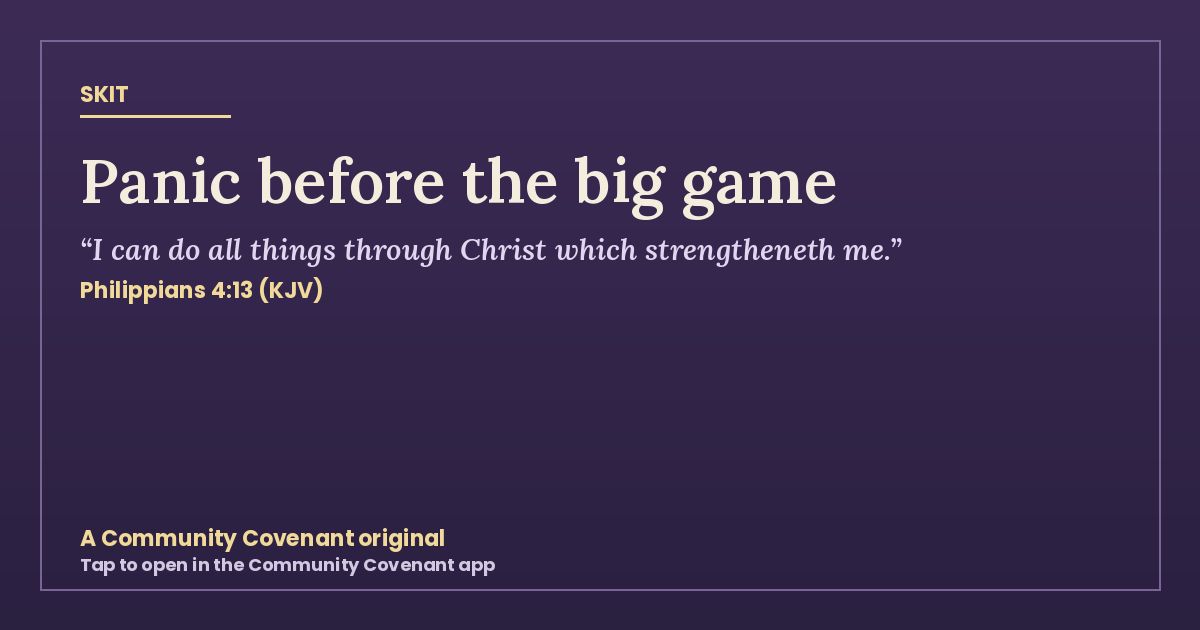 SKIT
Panic before the big game
“I can do all things through Christ which strengtheneth me.”
Philippians 4:13 (KJV)
A Community Covenant original
Tap to open in the Community Covenant app